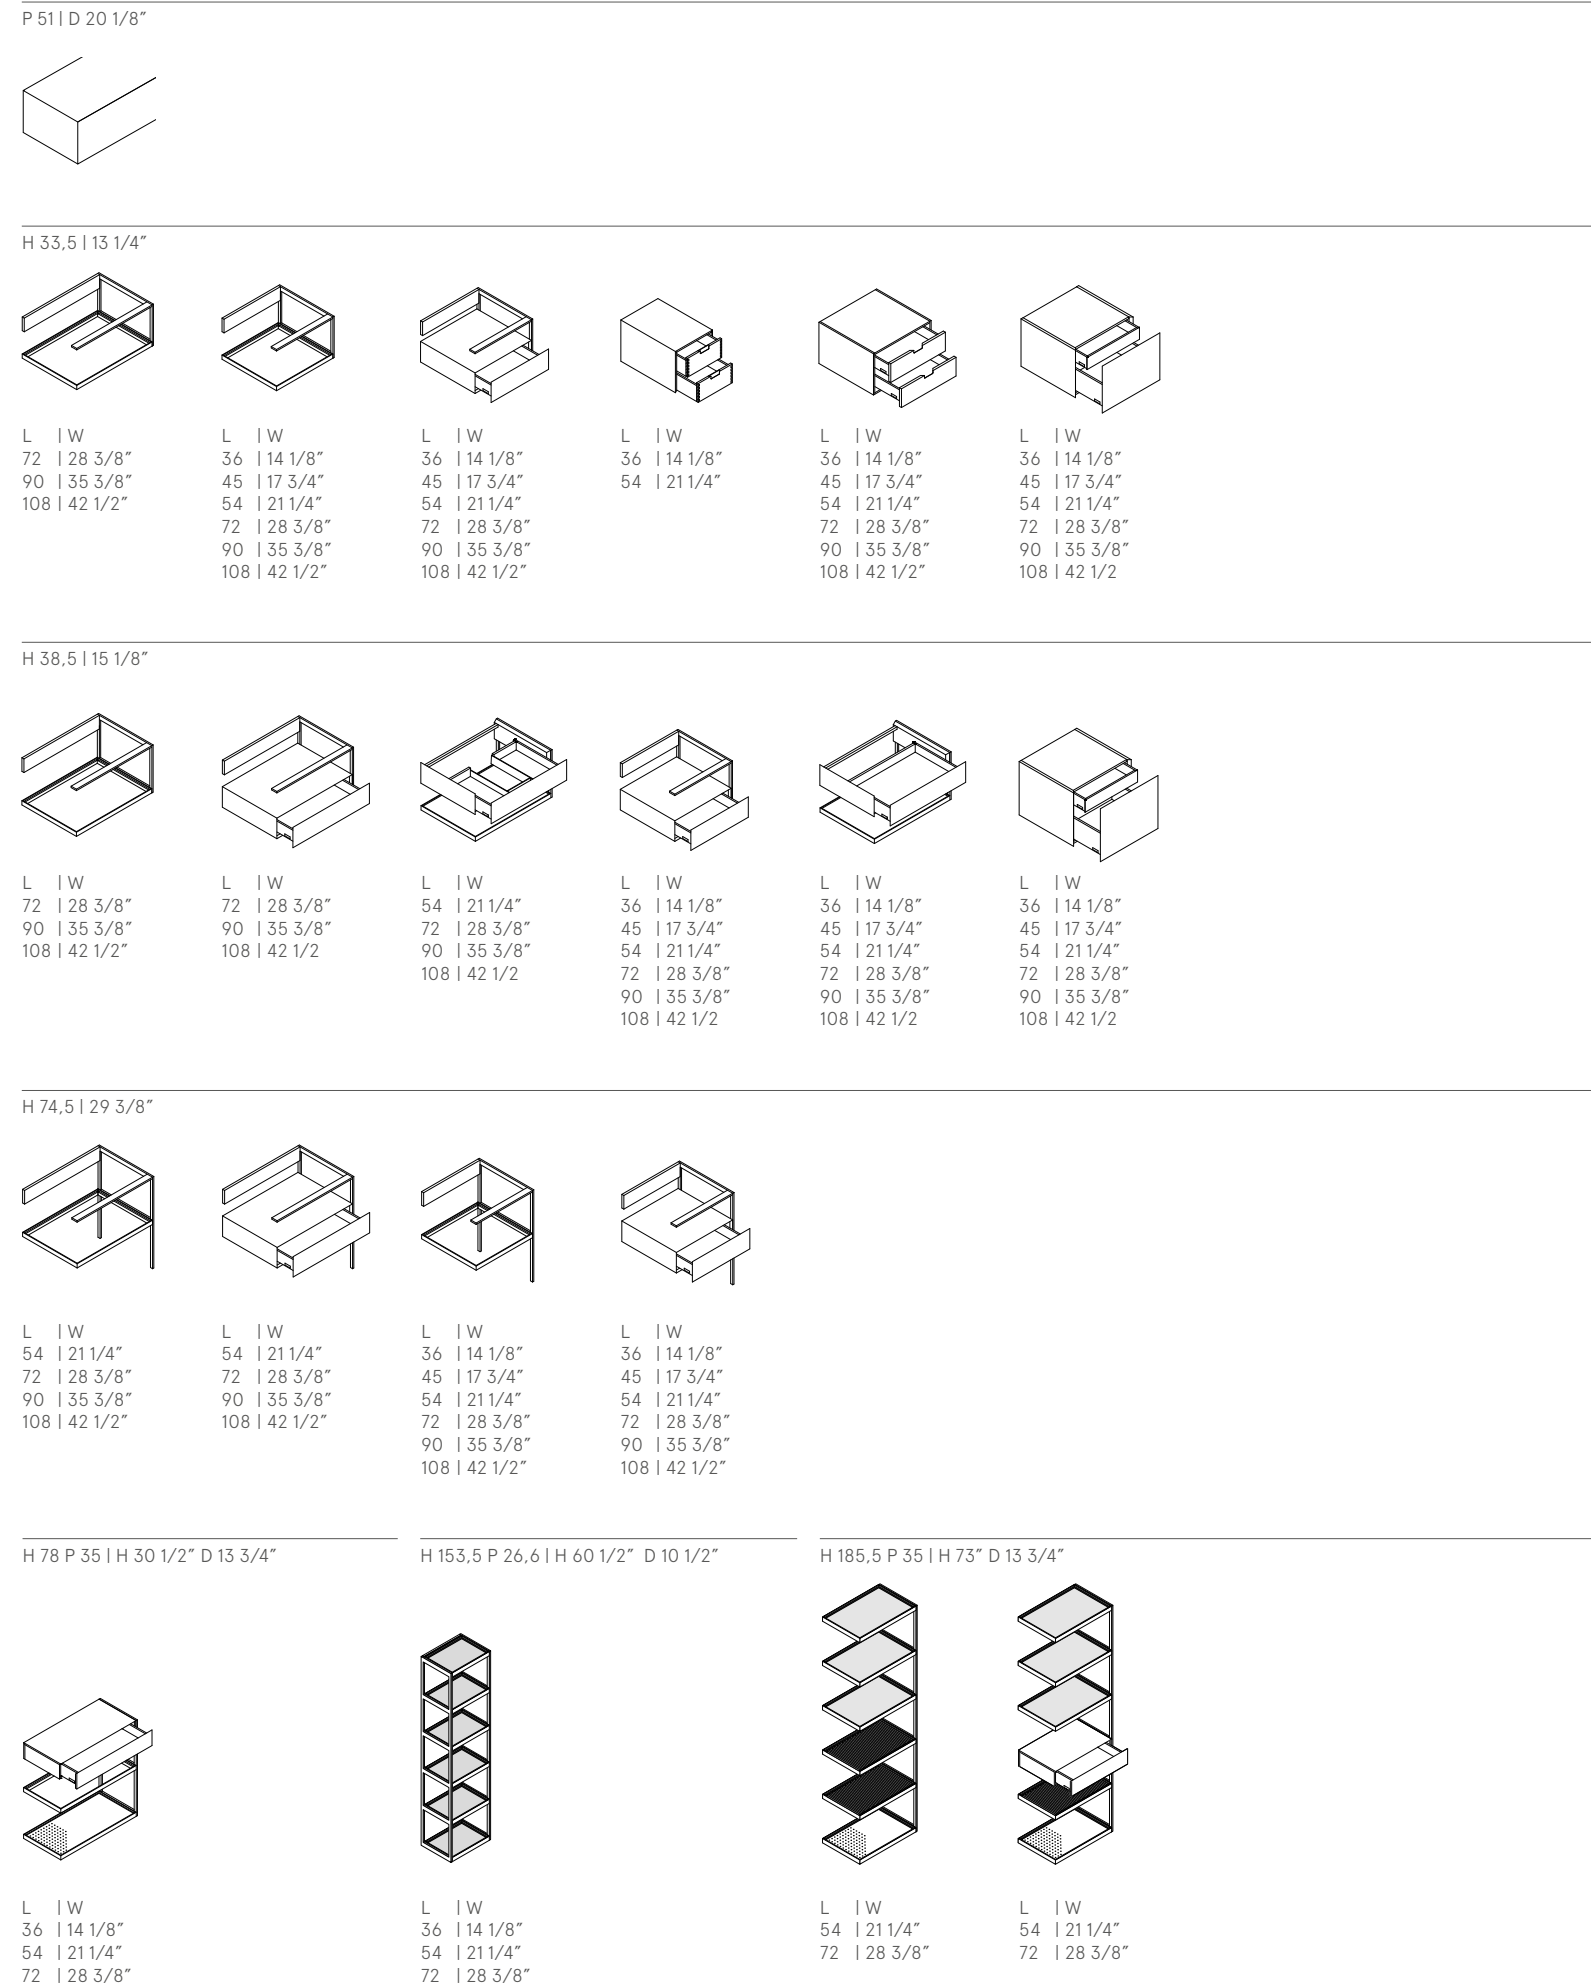 P 51 | D 20 1/8″
H 33,5 | 13 1/4″
L | W
72 | 28 3/8″
90 | 35 3/8″
108 | 42 1/2″
L | W
36 | 14 1/8″
45 | 17 3/4″
54 | 21 1/4″
72 | 28 3/8″
90 | 35 3/8″
108 | 42 1/2″
L | W
36 | 14 1/8″
45 | 17 3/4″
54 | 21 1/4″
72 | 28 3/8″
90 | 35 3/8″
108 | 42 1/2″
L | W
36 | 14 1/8″
54 | 21 1/4″
L | W
36 | 14 1/8″
45 | 17 3/4″
54 | 21 1/4″
72 | 28 3/8″
90 | 35 3/8″
108 | 42 1/2″
L | W
36 | 14 1/8″
45 | 17 3/4″
54 | 21 1/4″
72 | 28 3/8″
90 | 35 3/8″
108 | 42 1/2
H 38,5 | 15 1/8″
L | W
72 | 28 3/8″
90 | 35 3/8″
108 | 42 1/2″
L | W
72 | 28 3/8″
90 | 35 3/8″
108 | 42 1/2
L | W
54 | 21 1/4″
72 | 28 3/8″
90 | 35 3/8″
108 | 42 1/2
L | W
36 | 14 1/8″
45 | 17 3/4″
54 | 21 1/4″
72 | 28 3/8″
90 | 35 3/8″
108 | 42 1/2
L | W
36 | 14 1/8″
45 | 17 3/4″
54 | 21 1/4″
72 | 28 3/8″
90 | 35 3/8″
108 | 42 1/2
L | W
36 | 14 1/8″
45 | 17 3/4″
54 | 21 1/4″
72 | 28 3/8″
90 | 35 3/8″
108 | 42 1/2
H 74,5 | 29 3/8″
L | W
54 | 21 1/4″
72 | 28 3/8″
90 | 35 3/8″
108 | 42 1/2″
L | W
54 | 21 1/4″
72 | 28 3/8″
90 | 35 3/8″
108 | 42 1/2″
L | W
36 | 14 1/8″
45 | 17 3/4″
54 | 21 1/4″
72 | 28 3/8″
90 | 35 3/8″
108 | 42 1/2″
L | W
36 | 14 1/8″
45 | 17 3/4″
54 | 21 1/4″
72 | 28 3/8″
90 | 35 3/8″
108 | 42 1/2″
H 78 P 35 | H 30 1/2″ D 13 3/4″
L | W
36 | 14 1/8″
54 | 21 1/4″
72 | 28 3/8″
H 153,5 P 26,6 | H 60 1/2″ D 10 1/2″
L | W
36 | 14 1/8″
54 | 21 1/4″
72 | 28 3/8″
H 185,5 P 35 | H 73″ D 13 3/4″
L | W
54 | 21 1/4″
72 | 28 3/8″
L | W
54 | 21 1/4″
72 | 28 3/8″